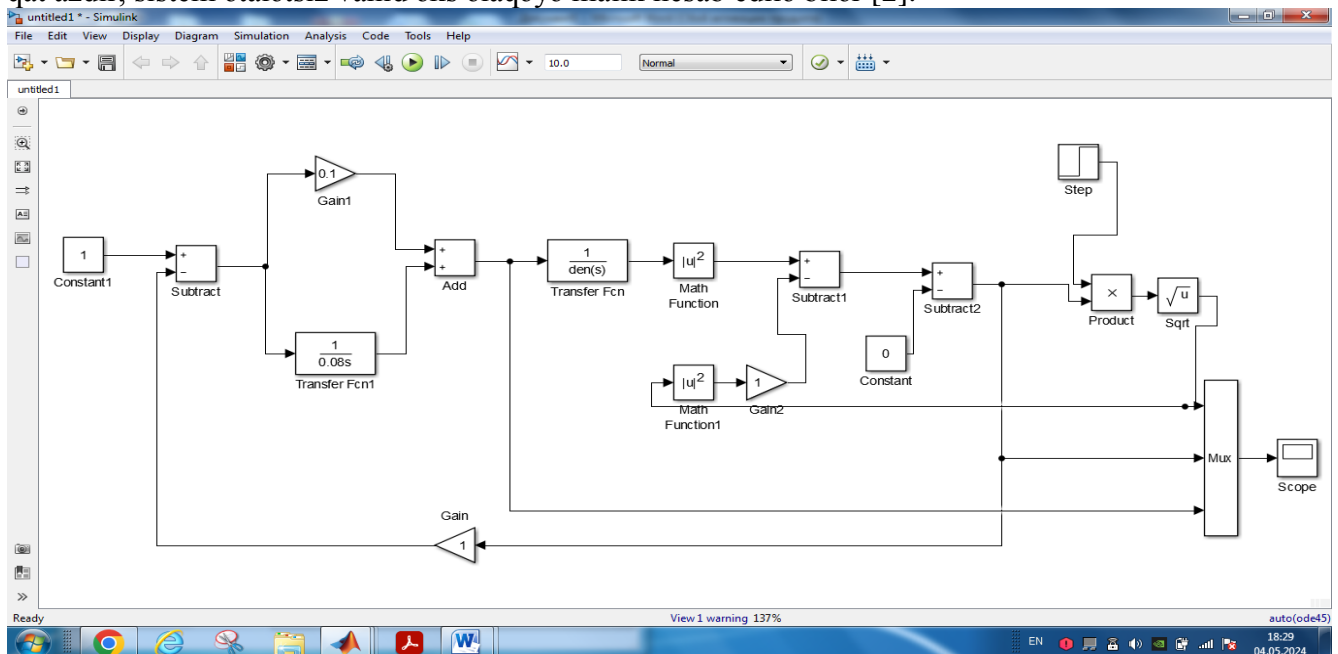 untitled1 * - Simulink
File Edit View Display Diagram Simulation Analysis Code Tools Help
10.0 Normal
untitled1
1
Constant1
+
−
Subtract
0.1
Gain1
1
0.08s
Transfer Fcn1
+
+
Add
1
den(s)
Transfer Fcn
|u|2
Math
Function
+
−
Subtract1
|u|2
Math
Function1
1
Gain2
+
−
Subtract2
0
Constant
Step
×
Product
√u
Sqrt
Mux
Scope
Gain
1
Ready View 1 warning 137% auto(ode45)
EN 18:29
04.05.2024